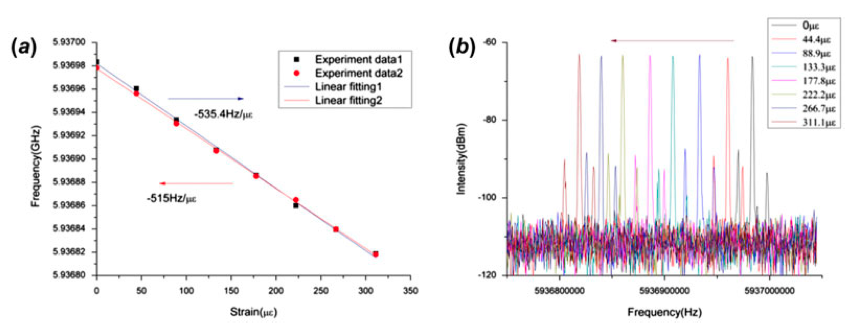 (a)
Frequency(GHz)
5.93700
5.93698
5.93696
5.93694
5.93692
5.93690
5.93688
5.93686
5.93684
5.93682
5.93680
0 50 100 150 200 250 300 350
Strain(με)
Experiment data1
Experiment data2
Linear fitting1
Linear fitting2
-535.4Hz/με
-515Hz/με
(b)
Intensity(dBm)
-60
-80
-100
-120
5936800000 5936900000 5937000000
Frequency(Hz)
0με
44.4με
88.9με
133.3με
177.8με
222.2με
266.7με
311.1με